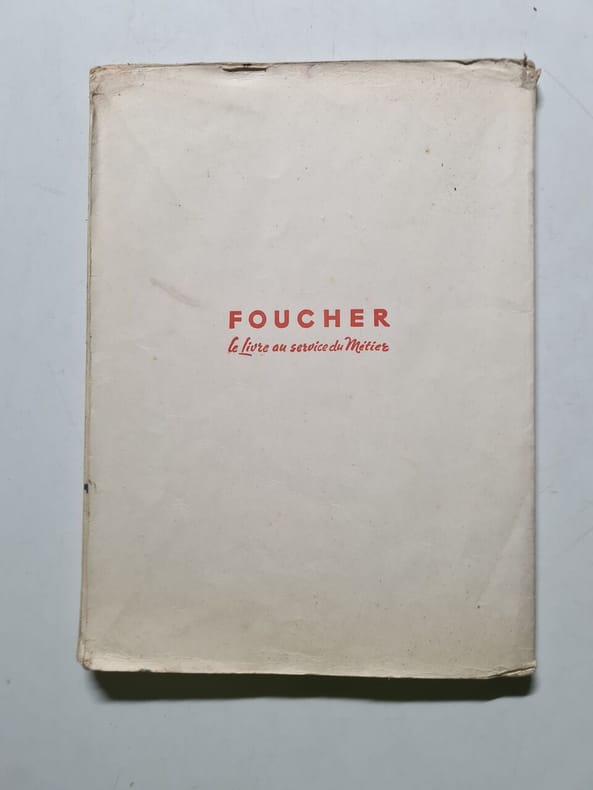 FOUCHER
Le Livre au service du Métier